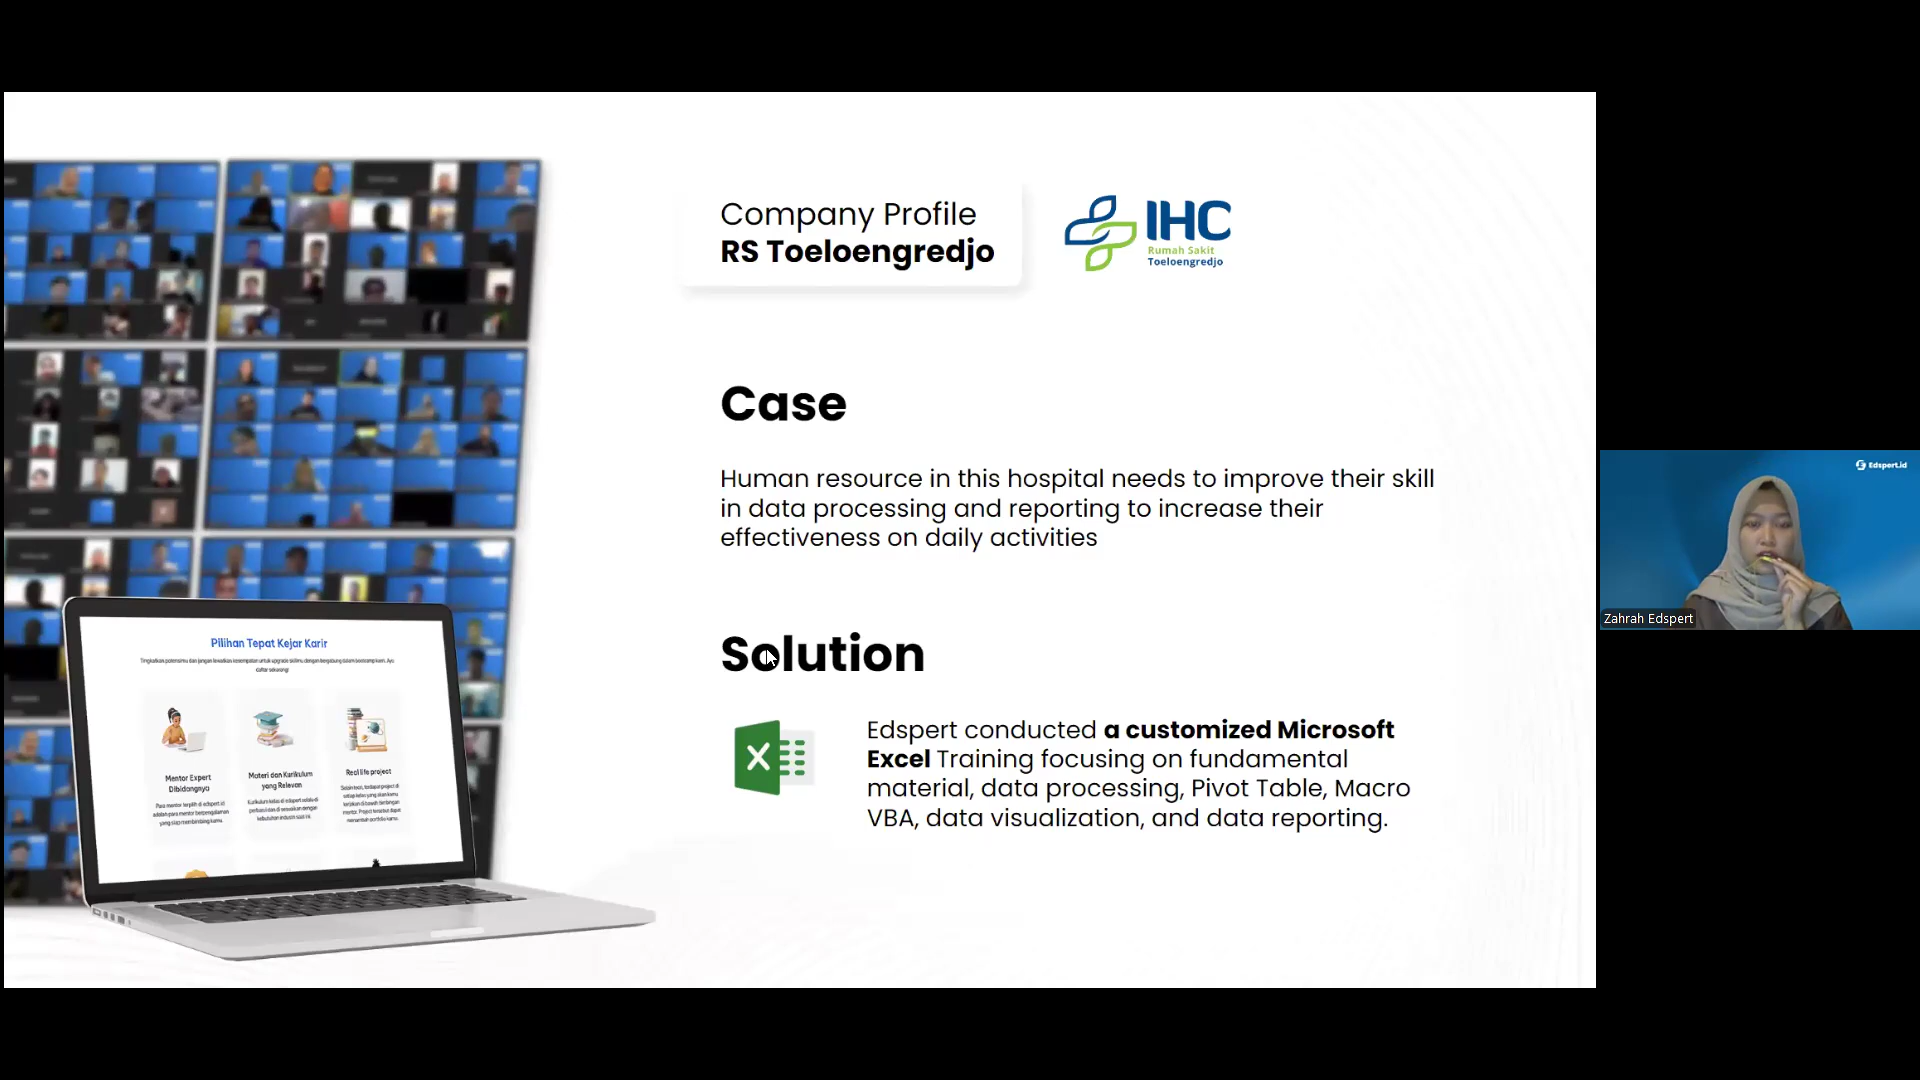 Company Profile
RS Toeloengredjo
IHC
Rumah Sakit
Toeloengredjo
Case
Human resource in this hospital needs to improve their skill
in data processing and reporting to increase their
effectiveness on daily activities
Solution
Edspert conducted a customized Microsoft
Excel Training focusing on fundamental
material, data processing, Pivot Table, Macro
VBA, data visualization, and data reporting.
Pilihan Tepat Kejar Karir
Mentor Expert
Dibidangnya
Materi dan Kurikulum
yang Relevan
Real life project
Edspert.id
Zahrah Edspert